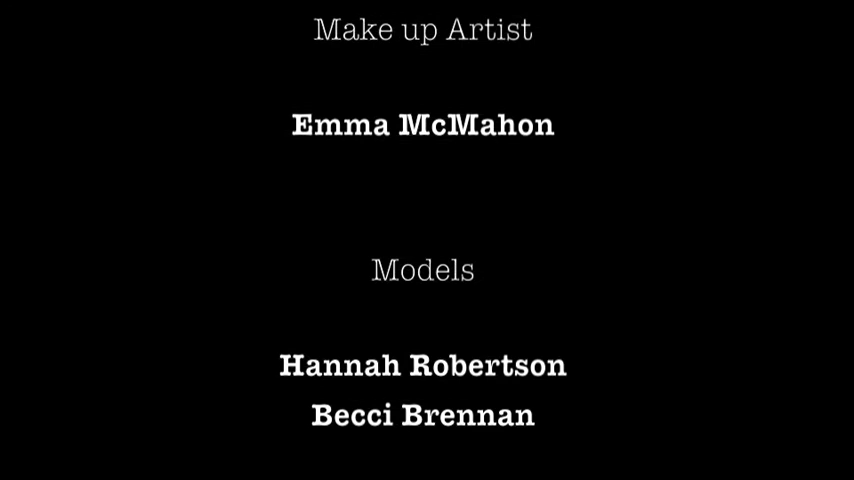 Make up Artist
Emma McMahon
Models
Hannah Robertson
Becci Brennan